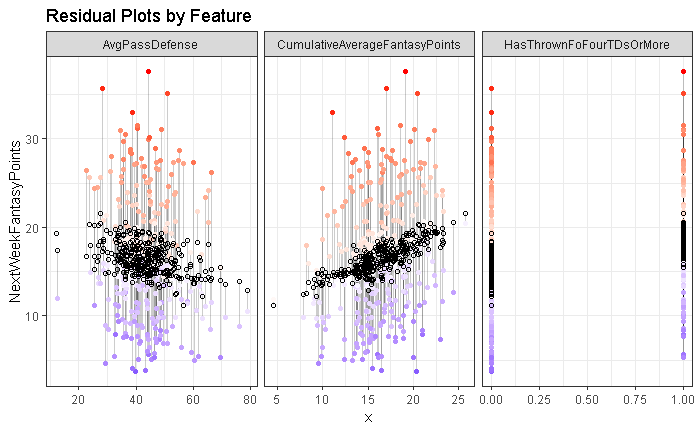 Residual Plots by Feature
AvgPassDefense
CumulativeAverageFantasyPoints
HasThrownFoFourTDsOrMore
NextWeekFantasyPoints
30
20
10
20 40 60 80
5 10 15 20 25
0.00 0.25 0.50 0.75 1.00
x